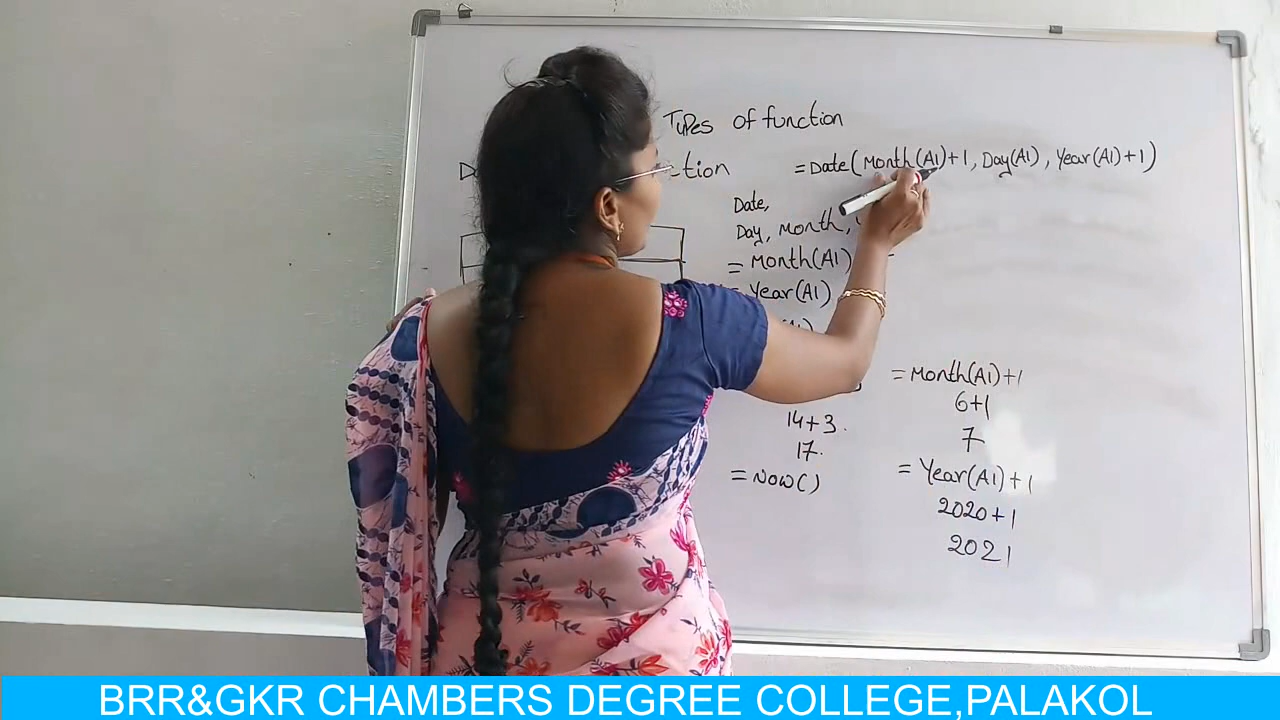 Types of function
ction
=Date(Month(A1)+1, Day(A1), Year(A1)+1)
Date,
Day, Month,
= Month(A1)
= Year(A1)
14+3.
17.
= NOW()
= Month(A1)+1
6+1
7
= Year(A1)+1
2020+1
2021
BRR&GKR CHAMBERS DEGREE COLLEGE,PALAKOL